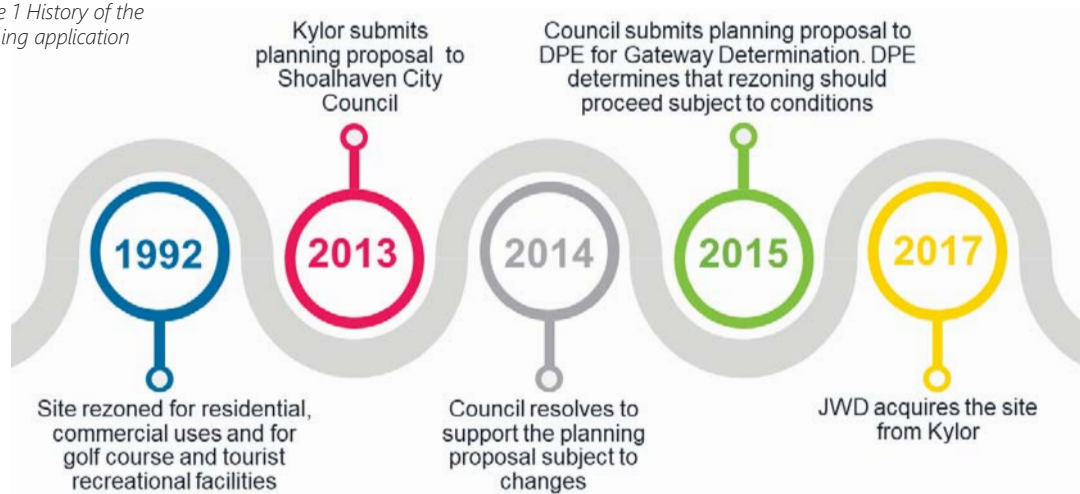 1 History of the
ing application
Kylor submits
planning proposal to
Shoalhaven City
Council
Council submits planning proposal to
DPE for Gateway Determination. DPE
determines that rezoning should
proceed subject to conditions
1992
2013
2014
2015
2017
Site rezoned for residential,
commercial uses and for
golf course and tourist
recreational facilities
Council resolves to
support the planning
proposal subject to
changes
JWD acquires the site
from Kylor